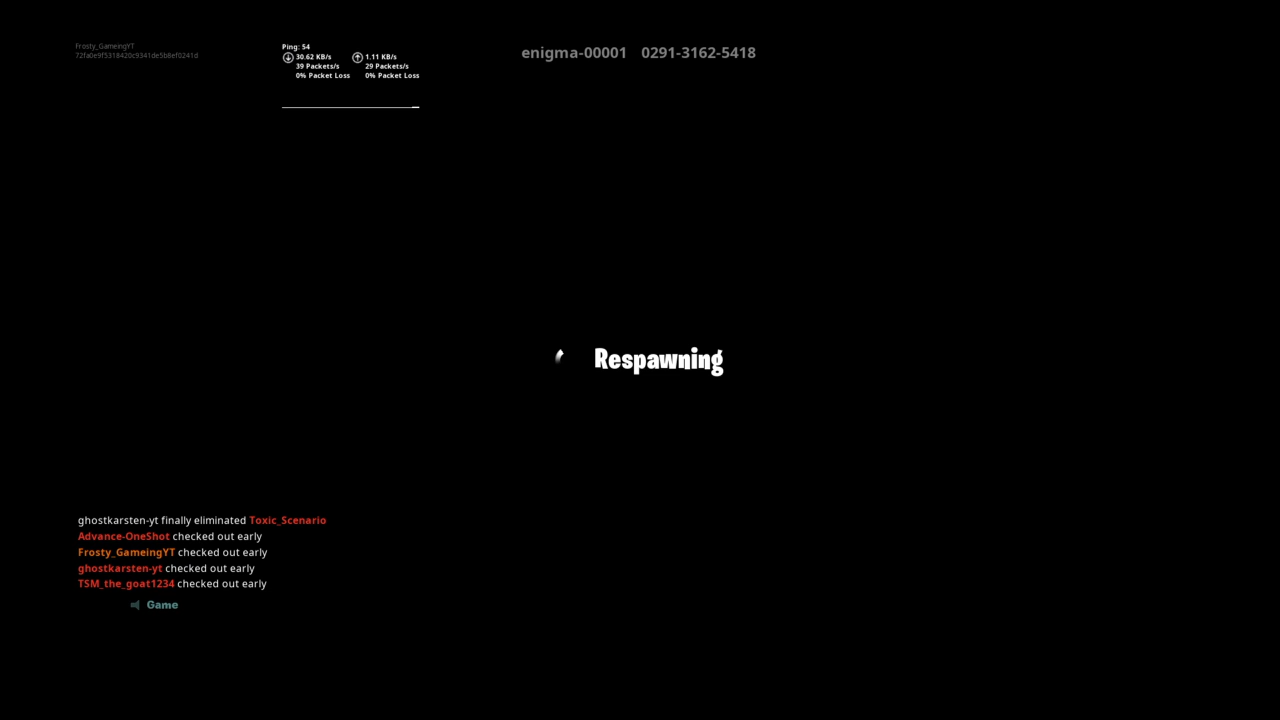 Frosty_GameingYT
72fa0e9f5318420c9341de5b8ef0241d
Ping: 54
30.62 KB/s 1.11 KB/s
39 Packets/s 29 Packets/s
0% Packet Loss 0% Packet Loss
enigma-00001 0291-3162-5418
Respawning
ghostkarsten-yt finally eliminated Toxic_Scenario
Advance-OneShot checked out early
Frosty_GameingYT checked out early
ghostkarsten-yt checked out early
TSM_the_goat1234 checked out early
Game